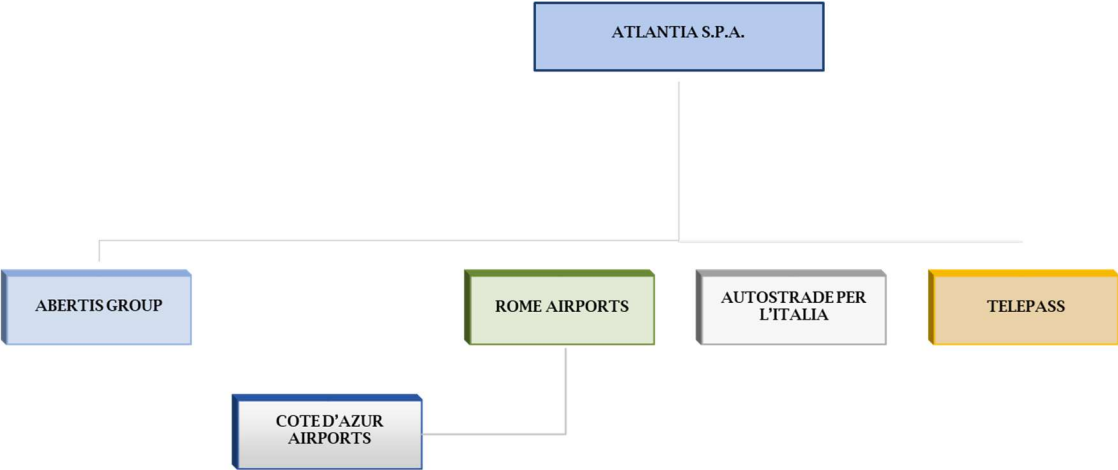 ATLANTIA S.P.A.
ABERTIS GROUP
ROME AIRPORTS
AUTOSTRADE PER
L’ITALIA
TELEPASS
COTE D’AZUR
AIRPORTS